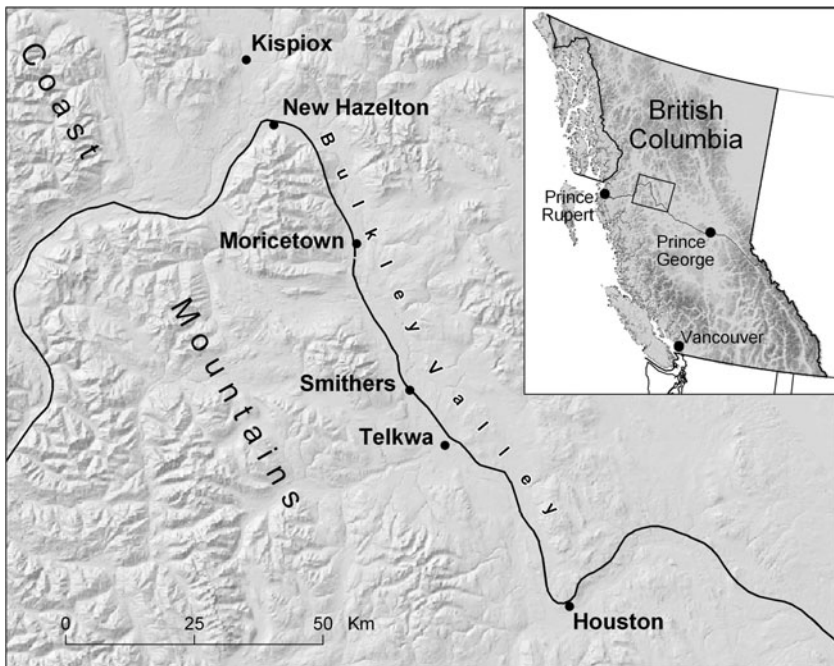 Kispiox
Coast
New Hazelton
Bulkley Valley
Moricetown
Mountains
Smithers
Telkwa
Houston
0 25 50 Km
British
Columbia
Prince
Rupert
Prince
George
Vancouver